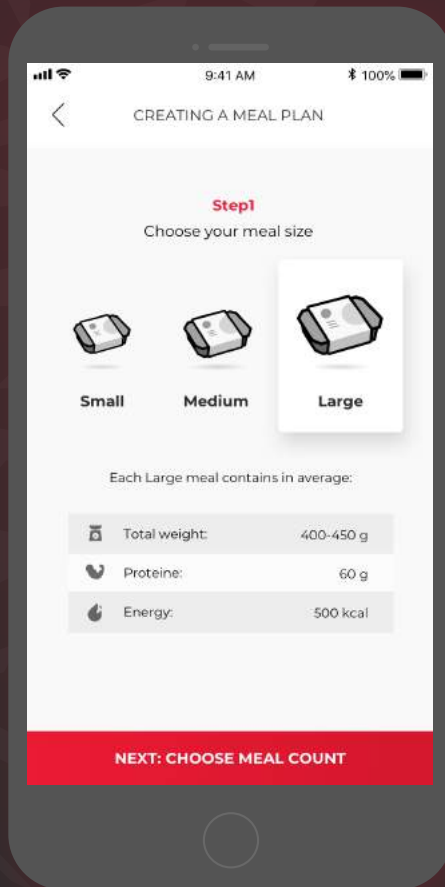 9:41 AM
100%
CREATING A MEAL PLAN
Step1
Choose your meal size
Small
Medium
Large
Each Large meal contains in average:
Total weight: 400-450 g
Proteine: 60 g
Energy: 500 kcal
NEXT: CHOOSE MEAL COUNT